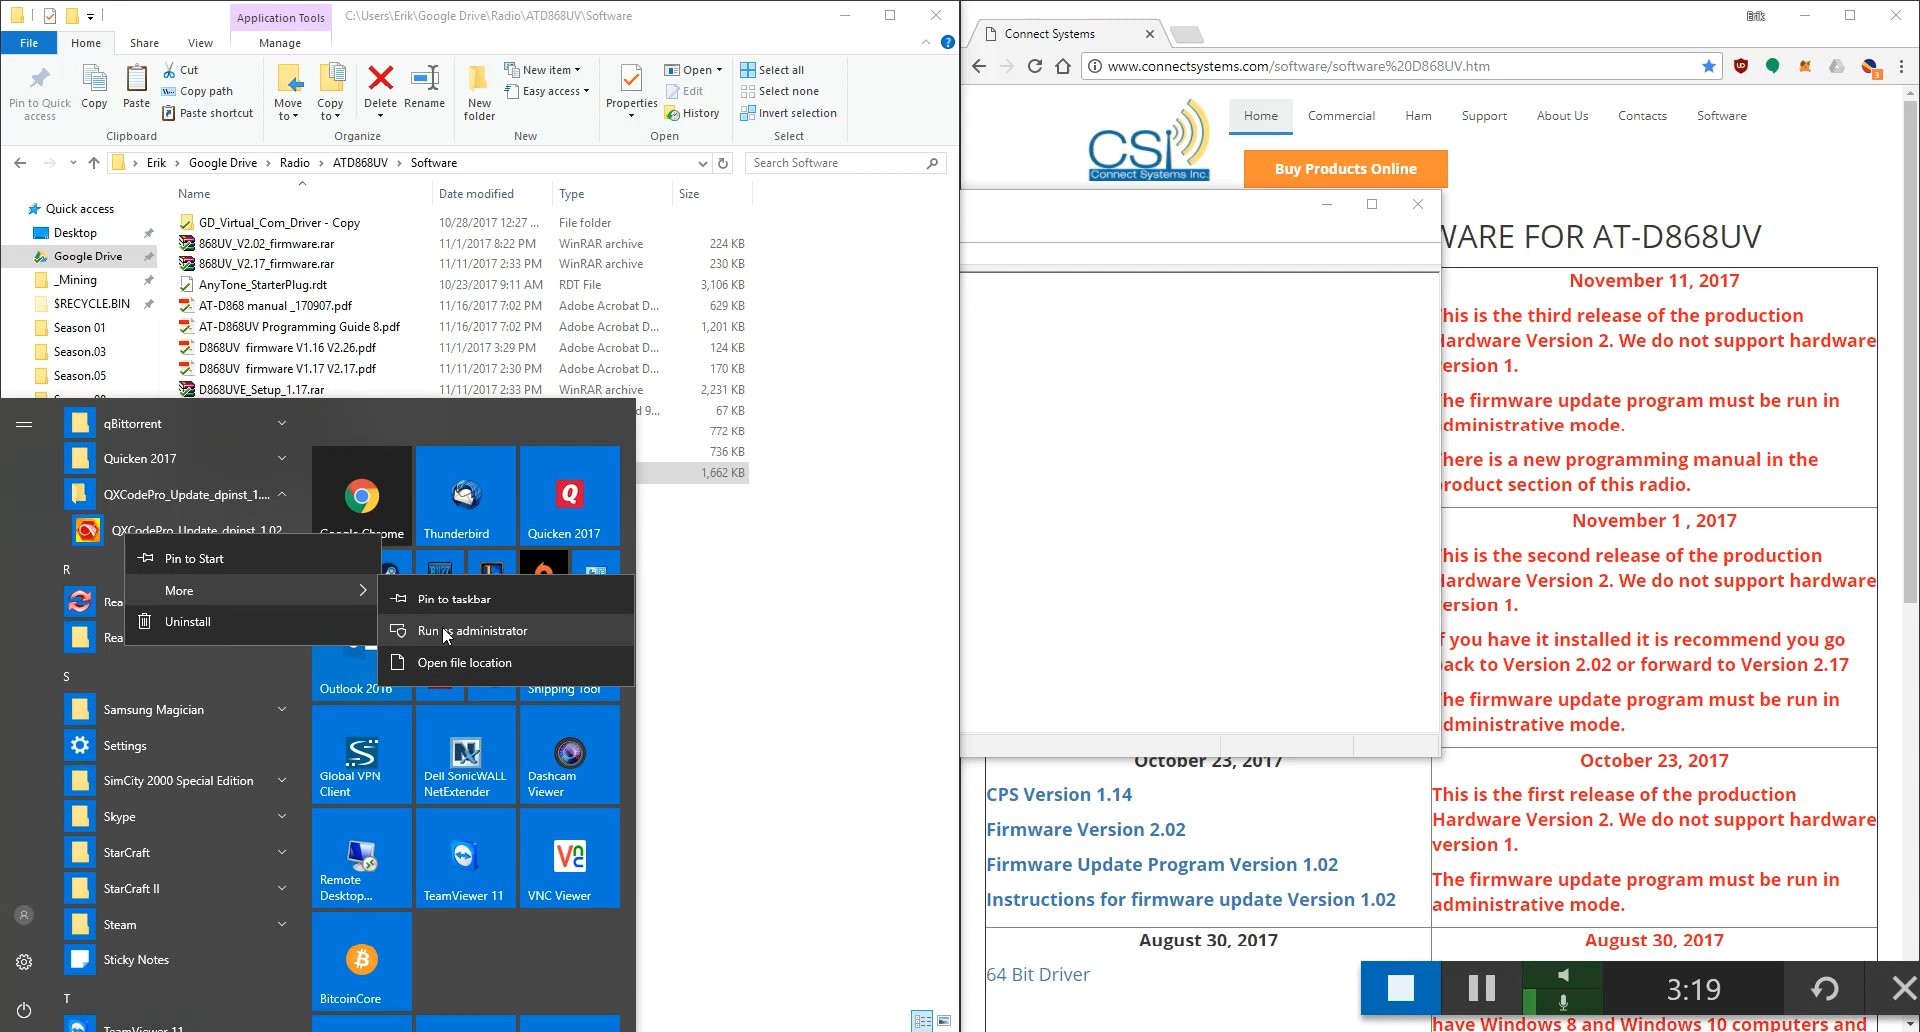 Application Tools
C:\Users\Erik\Google Drive\Radio\ATD868UV\Software
File
Home
Share
View
Manage
Pin to Quick access
Copy
Paste
Cut
Copy path
Paste shortcut
Clipboard
Move to
Copy to
Delete
Rename
Organize
New folder
New item
Easy access
New
Properties
Open
Edit
History
Open
Select all
Select none
Invert selection
Select
Erik
Google Drive
Radio
ATD868UV
Software
Search Software
Name
Date modified
Type
Size
Quick access
Desktop
Google Drive
_Mining
$RECYCLE.BIN
Season 01
Season.03
Season.05
GD_Virtual_Com_Driver - Copy 10/28/2017 12:27 ... File folder
868UV_V2.02_firmware.rar 11/1/2017 8:22 PM WinRAR archive 224 KB
868UV_V2.17_firmware.rar 11/11/2017 2:33 PM WinRAR archive 230 KB
AnyTone_StarterPlug.rdt 10/23/2017 9:11 AM RDT File 3,106 KB
AT-D868 manual _170907.pdf 11/16/2017 7:02 PM Adobe Acrobat D... 629 KB
AT-D868UV Programming Guide 8.pdf 11/16/2017 7:02 PM Adobe Acrobat D... 1,201 KB
D868UV firmware V1.16 V2.26.pdf 11/1/2017 3:29 PM Adobe Acrobat D... 124 KB
D868UV firmware V1.17 V2.17.pdf 11/11/2017 2:30 PM Adobe Acrobat D... 170 KB
D868UVE_Setup_1.17.rar 11/11/2017 2:33 PM WinRAR archive 2,231 KB
d 9... 67 KB
772 KB
736 KB
1,662 KB
qBittorrent
Quicken 2017
QXCodePro_Update_dpinst_1....
QXCodePro_Update_dpinst_1.02
R
Rea
Rea
S
Samsung Magician
Settings
SimCity 2000 Special Edition
Skype
StarCraft
StarCraft II
Steam
Sticky Notes
T
TeamViewer 11
Pin to Start
More
Uninstall
Pin to taskbar
Run as administrator
Open file location
Google Chrome
Thunderbird
Quicken 2017
Outlook 2016
Snipping Tool
Global VPN Client
Dell SonicWALL NetExtender
Dashcam Viewer
Remote Desktop...
TeamViewer 11
VNC Viewer
BitcoinCore
Erik
Connect Systems
www.connectsystems.com/software/software%20D868UV.htm
CSI
Connect Systems Inc.
Home
Commercial
Ham
Support
About Us
Contacts
Software
Buy Products Online
WARE FOR AT-D868UV
November 11, 2017
his is the third release of the production
Hardware Version 2. We do not support hardware
ersion 1.
he firmware update program must be run in
dministrative mode.
here is a new programming manual in the
roduct section of this radio.
November 1 , 2017
his is the second release of the production
Hardware Version 2. We do not support hardware
ersion 1.
f you have it installed it is recommend you go
ack to Version 2.02 or forward to Version 2.17
he firmware update program must be run in
dministrative mode.
October 23, 2017
CPS Version 1.14
Firmware Version 2.02
Firmware Update Program Version 1.02
Instructions for firmware update Version 1.02
October 23, 2017
This is the first release of the production
Hardware Version 2. We do not support hardware
version 1.
The firmware update program must be run in
administrative mode.
August 30, 2017
64 Bit Driver
August 30, 2017
have Windows 8 and Windows 10 computers and
3:19